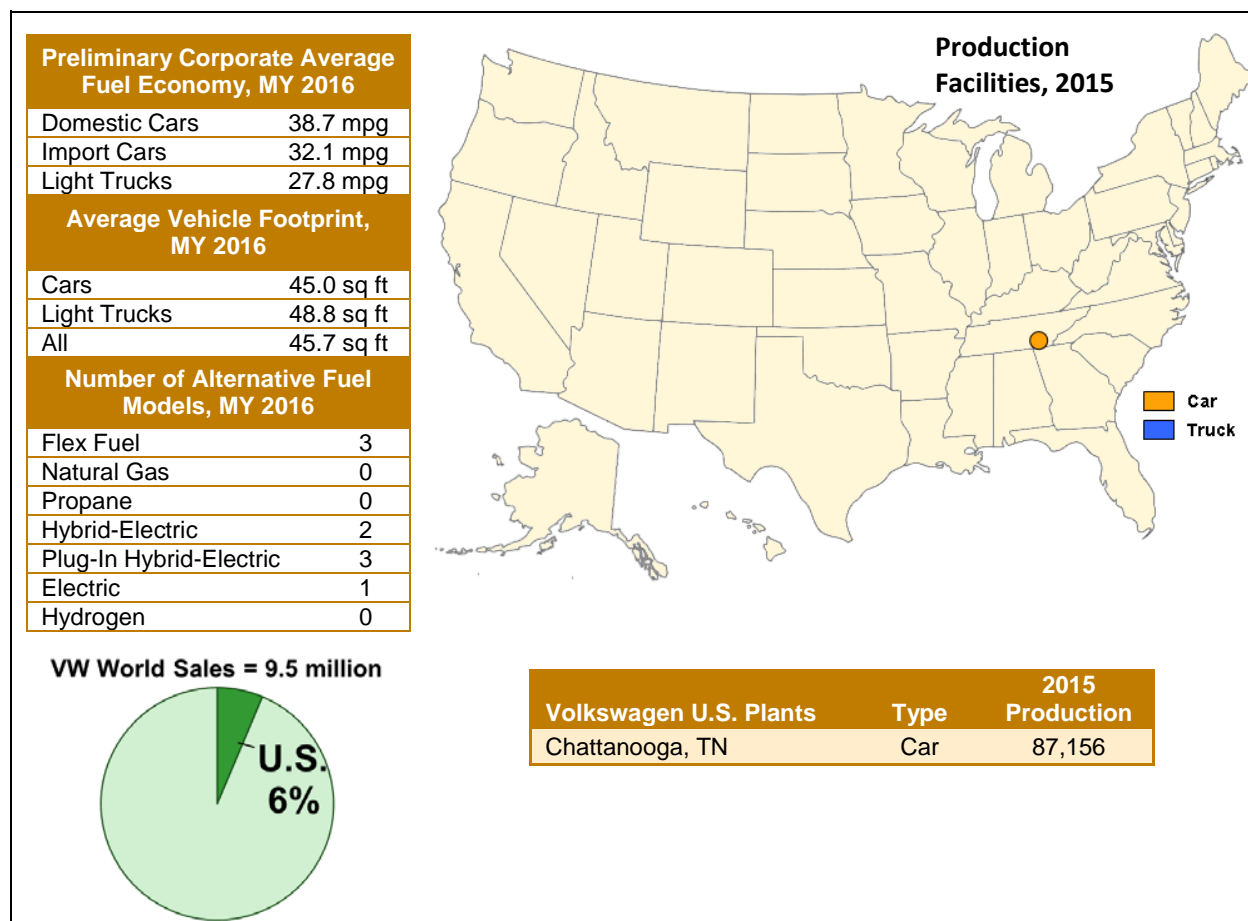 Preliminary Corporate Average
Fuel Economy, MY 2016
Domestic Cars 38.7 mpg
Import Cars 32.1 mpg
Light Trucks 27.8 mpg
Average Vehicle Footprint,
MY 2016
Cars 45.0 sq ft
Light Trucks 48.8 sq ft
All 45.7 sq ft
Number of Alternative Fuel
Models, MY 2016
Flex Fuel 3
Natural Gas 0
Propane 0
Hybrid-Electric 2
Plug-In Hybrid-Electric 3
Electric 1
Hydrogen 0
Production
Facilities, 2015
Car
Truck
VW World Sales = 9.5 million
U.S.
6%
2015
Volkswagen U.S. Plants Type Production
Chattanooga, TN Car 87,156